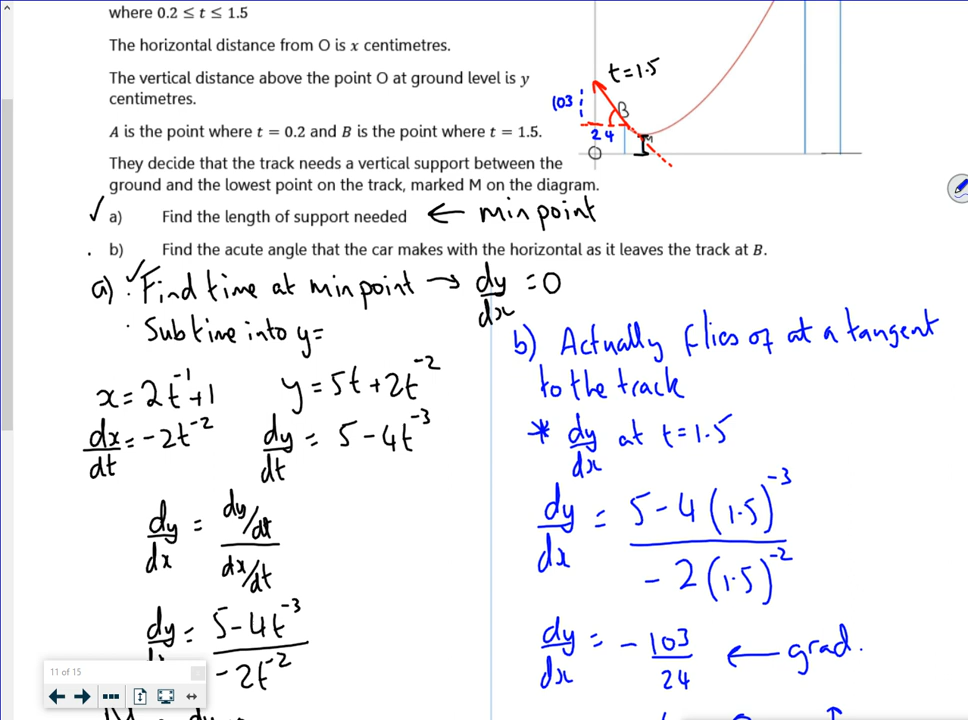 where 0.2 ≤ t ≤ 1.5
The horizontal distance from O is x centimetres.
The vertical distance above the point O at ground level is y
centimetres.
A is the point where t = 0.2 and B is the point where t = 1.5.
They decide that the track needs a vertical support between the
ground and the lowest point on the track, marked M on the diagram.
t=1.5
103
B
24
M
O
✓ a) Find the length of support needed ← min point
. b) Find the acute angle that the car makes with the horizontal as it leaves the track at B.
a) ·✓ Find time at min point → dy/dx = 0
· Sub time into y=
x = 2t⁻¹+1 y = 5t + 2t⁻²
dx/dt = -2t⁻² dy/dt = 5 - 4t⁻³
dy/dx = (dy/dt)/(dx/dt)
dy/dx = (5-4t⁻³)/(-2t⁻²)
b) Actually flies of at a tangent
to the track
* dy/dx at t=1.5
dy/dx = (5-4(1.5)⁻³)/(-2(1.5)⁻²)
dy/dx = -103/24 ← grad.
11 of 15